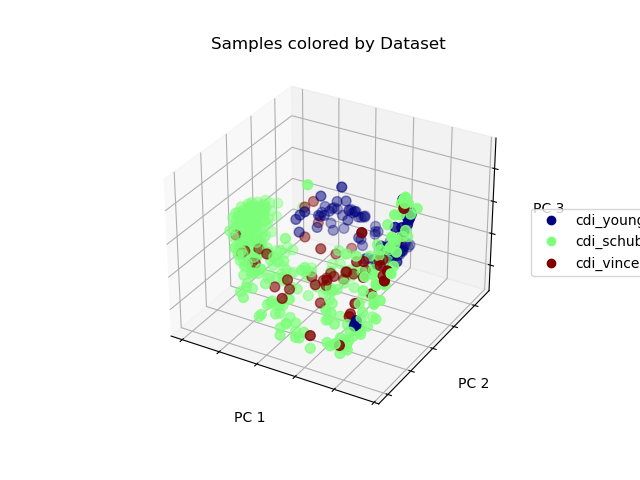 Samples colored by Dataset
PC 3
cdi_young
cdi_schub
cdi_vince
PC 2
PC 1